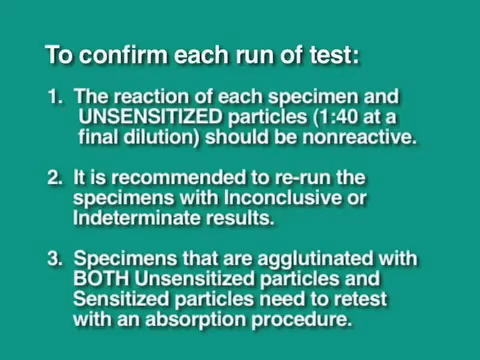 To confirm each run of test:
1. The reaction of each specimen and
UNSENSITIZED particles (1:40 at a
final dilution) should be nonreactive.
2. It is recommended to re-run the
specimens with Inconclusive or
Indeterminate results.
3. Specimens that are agglutinated with
BOTH Unsensitized particles and
Sensitized particles need to retest
with an absorption procedure.